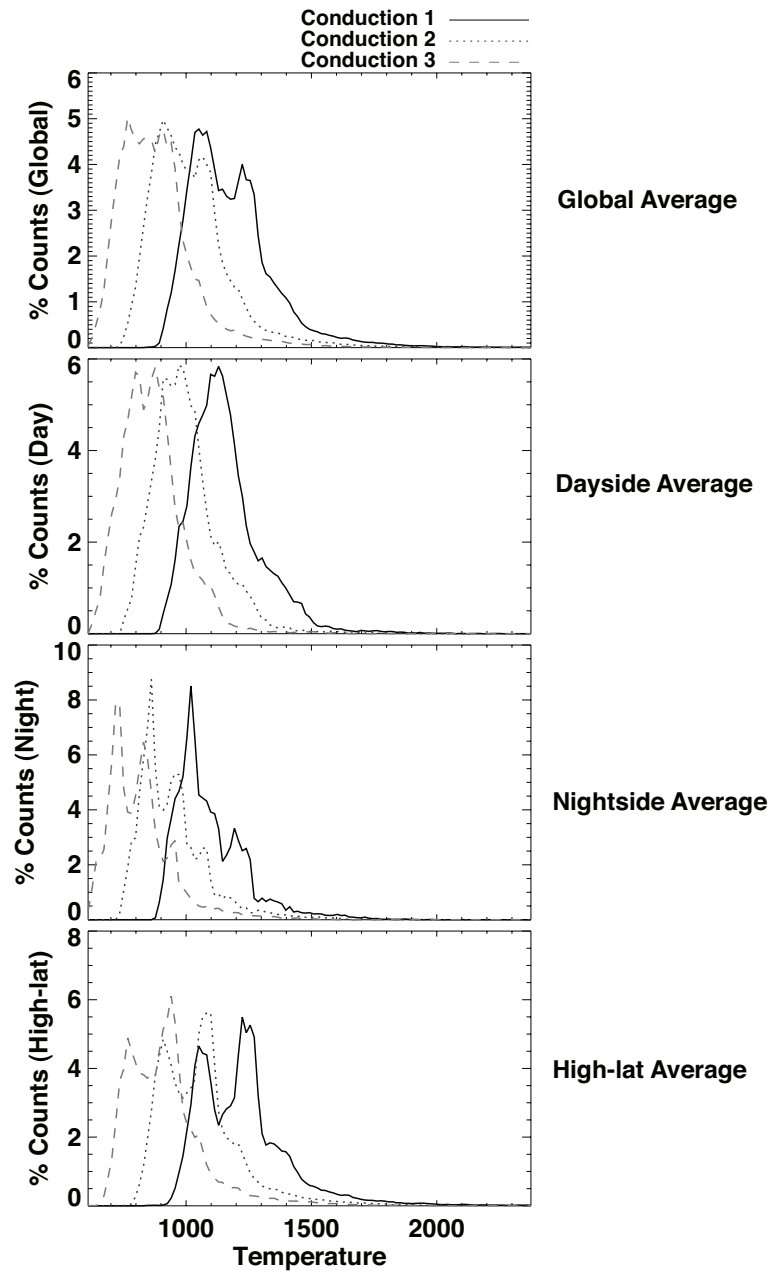 Conduction 1
Conduction 2
Conduction 3
6
5
4
3
2
1
0
% Counts (Global)
Global Average
6
4
2
0
% Counts (Day)
Dayside Average
10
8
6
4
2
0
% Counts (Night)
Nightside Average
8
6
4
2
0
% Counts (High-lat)
High-lat Average
1000 1500 2000
Temperature